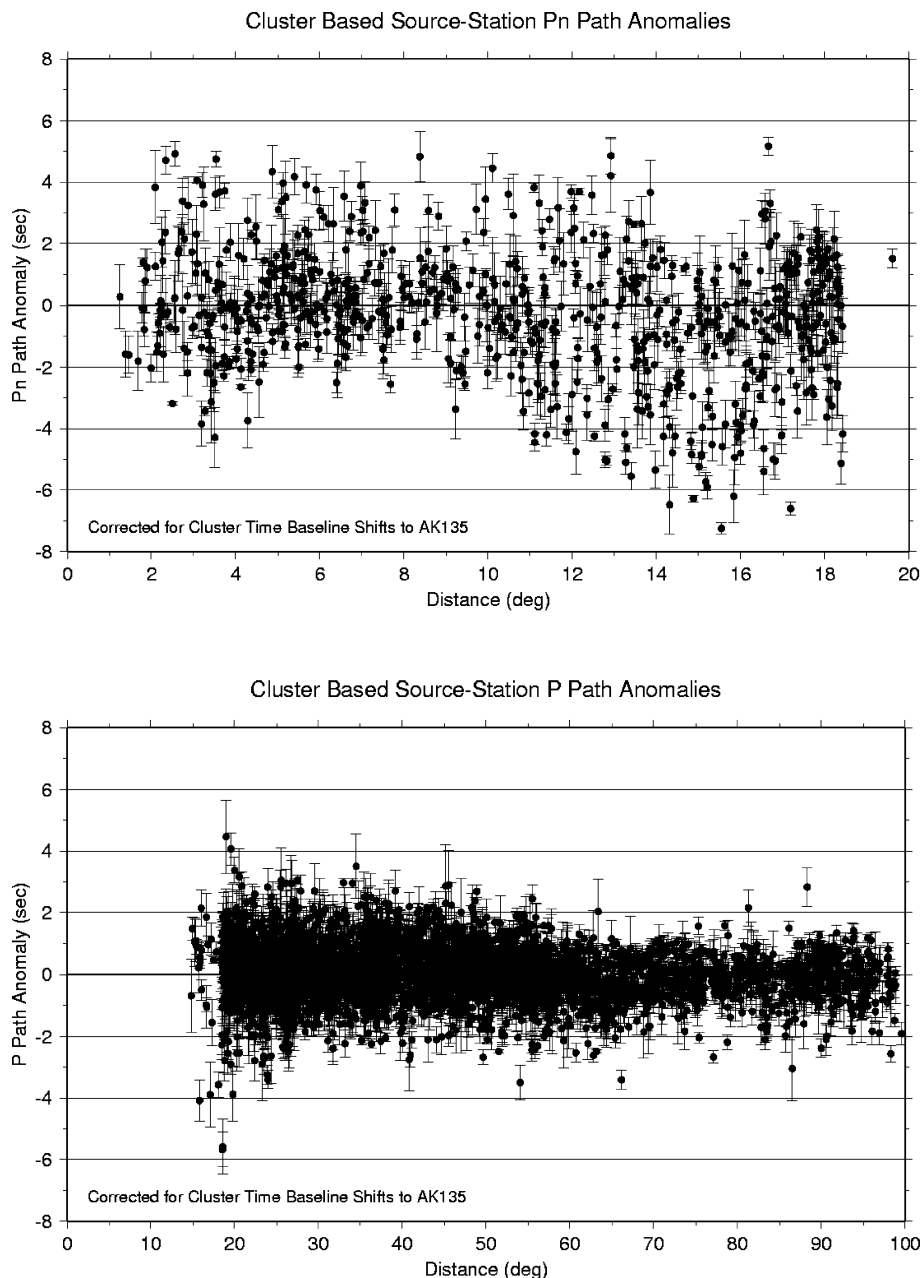 Cluster Based Source-Station Pn Path Anomalies
8
6
4
2
0
-2
-4
-6
-8
Pn Path Anomaly (sec)
Corrected for Cluster Time Baseline Shifts to AK135
0 2 4 6 8 10 12 14 16 18 20
Distance (deg)
Cluster Based Source-Station P Path Anomalies
8
6
4
2
0
-2
-4
-6
-8
P Path Anomaly (sec)
Corrected for Cluster Time Baseline Shifts to AK135
0 10 20 30 40 50 60 70 80 90 100
Distance (deg)